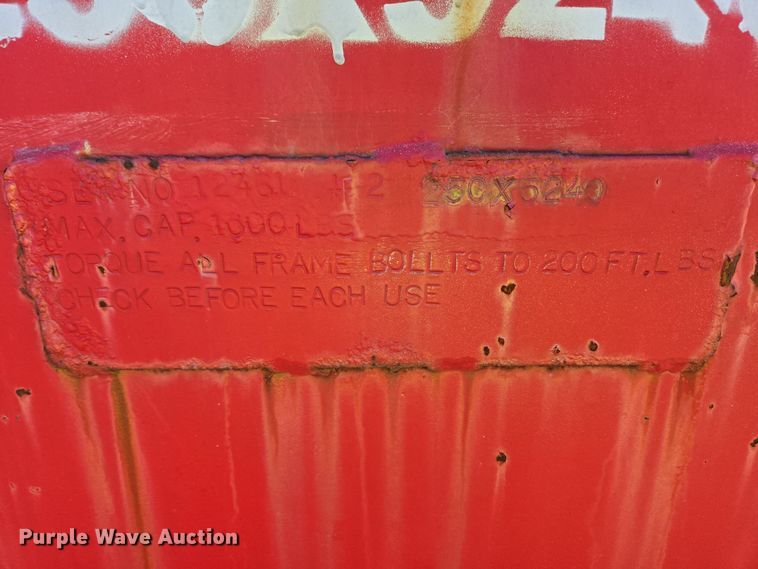 250X5240
SER NO 12461 #2 250X5240
MAX. CAP. 1000 LBS
TORQUE ALL FRAME BOLLTS TO 200 FT. LBS
CHECK BEFORE EACH USE
Purple Wave Auction